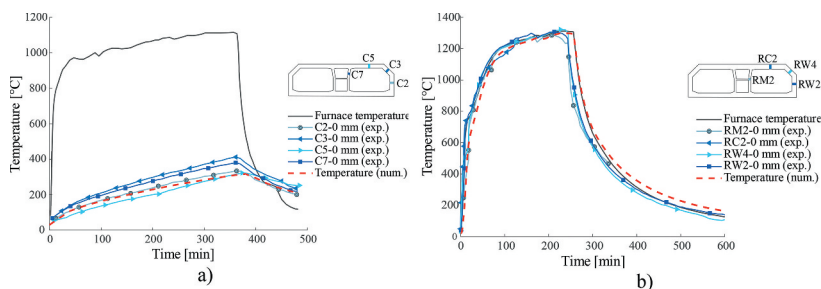 a)
1200
1000
800
600
400
200
0
Temperature [°C]
0
100
200
300
400
500
Time [min]
C5
C3
C7
C2
Furnace temperature
C2-0 mm (exp.)
C3-0 mm (exp.)
C5-0 mm (exp.)
C7-0 mm (exp.)
Temperature (num.)
a)
b)
1400
1200
1000
800
600
400
200
0
Temperature [°C]
0
100
200
300
400
500
600
Time [min]
RC2
RW4
RM2
RW2
Furnace temperature
RM2-0 mm (exp.)
RC2-0 mm (exp.)
RW4-0 mm (exp.)
RW2-0 mm (exp.)
Temperature (num.)
b)